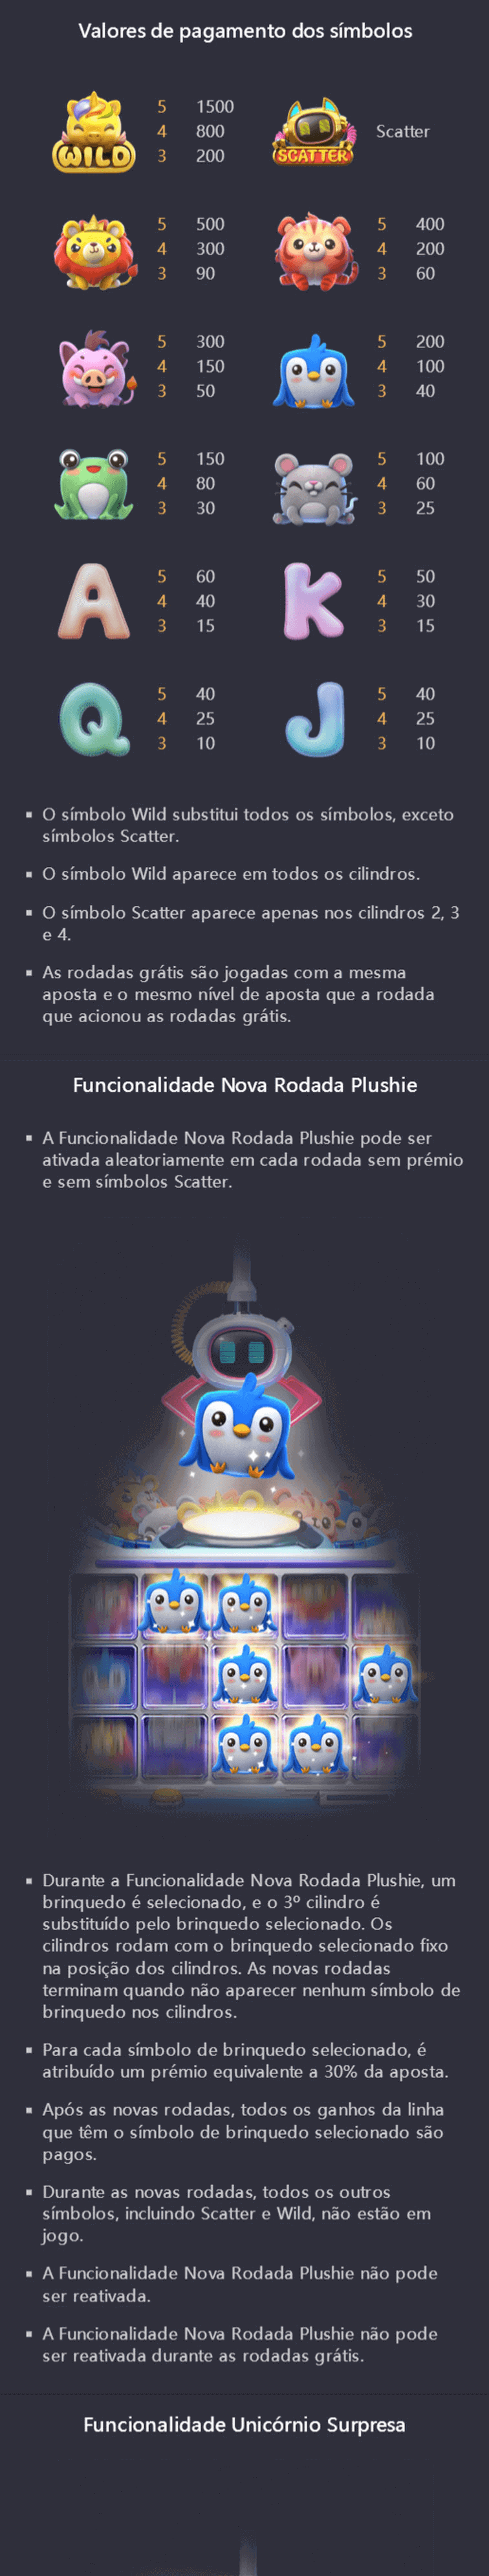 Valores de pagamento dos símbolos
5 1500
4 800
3 200
WILD
SCATTER
Scatter
5 500
4 300
3 90
5 400
4 200
3 60
5 300
4 150
3 50
5 200
4 100
3 40
5 150
4 80
3 30
5 100
4 60
3 25
A
5 60
4 40
3 15
K
5 50
4 30
3 15
Q
5 40
4 25
3 10
J
5 40
4 25
3 10
▪ O símbolo Wild substitui todos os símbolos, exceto
símbolos Scatter.
▪ O símbolo Wild aparece em todos os cilindros.
▪ O símbolo Scatter aparece apenas nos cilindros 2, 3
e 4.
▪ As rodadas grátis são jogadas com a mesma
aposta e o mesmo nível de aposta que a rodada
que acionou as rodadas grátis.
Funcionalidade Nova Rodada Plushie
▪ A Funcionalidade Nova Rodada Plushie pode ser
ativada aleatoriamente em cada rodada sem prémio
e sem símbolos Scatter.
▪ Durante a Funcionalidade Nova Rodada Plushie, um
brinquedo é selecionado, e o 3º cilindro é
substituído pelo brinquedo selecionado. Os
cilindros rodam com o brinquedo selecionado fixo
na posição dos cilindros. As novas rodadas
terminam quando não aparecer nenhum símbolo de
brinquedo nos cilindros.
▪ Para cada símbolo de brinquedo selecionado, é
atribuído um prémio equivalente a 30% da aposta.
▪ Após as novas rodadas, todos os ganhos da linha
que têm o símbolo de brinquedo selecionado são
pagos.
▪ Durante as novas rodadas, todos os outros
símbolos, incluindo Scatter e Wild, não estão em
jogo.
▪ A Funcionalidade Nova Rodada Plushie não pode
ser reativada.
▪ A Funcionalidade Nova Rodada Plushie não pode
ser reativada durante as rodadas grátis.
Funcionalidade Unicórnio Surpresa